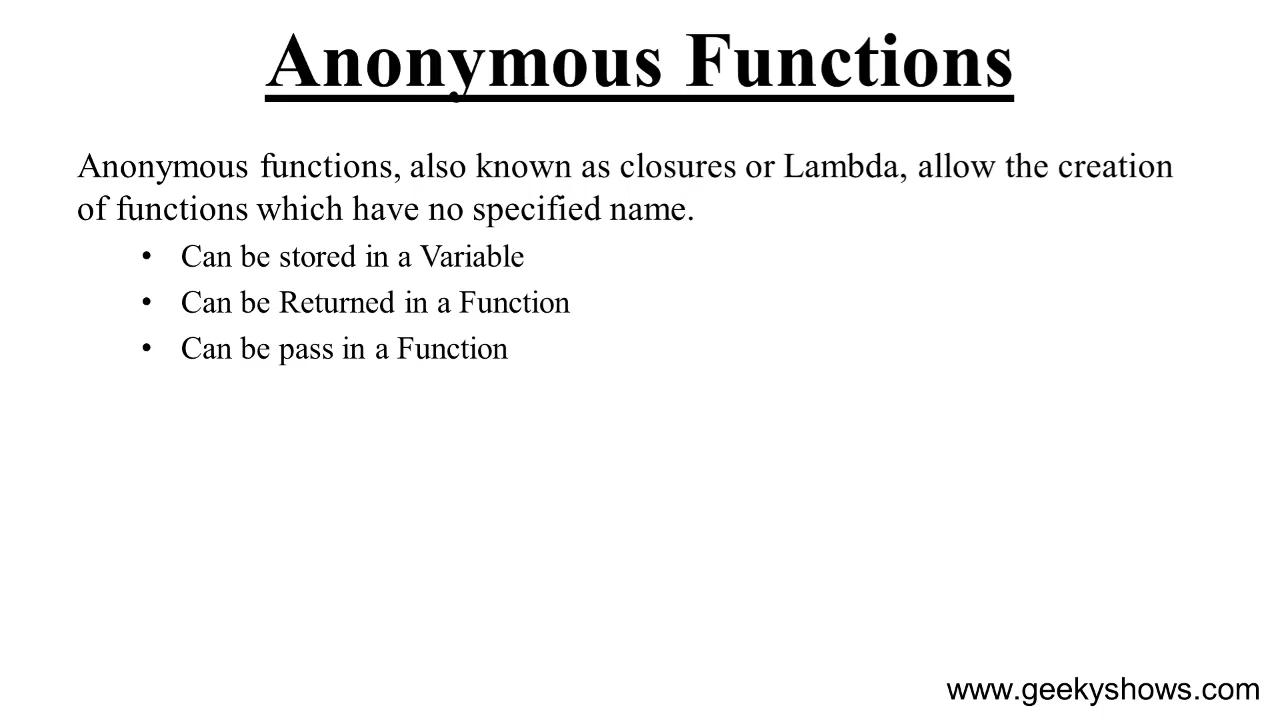 Anonymous Functions
Anonymous functions, also known as closures or Lambda, allow the creation
of functions which have no specified name.
• Can be stored in a Variable
• Can be Returned in a Function
• Can be pass in a Function
www.geekyshows.com